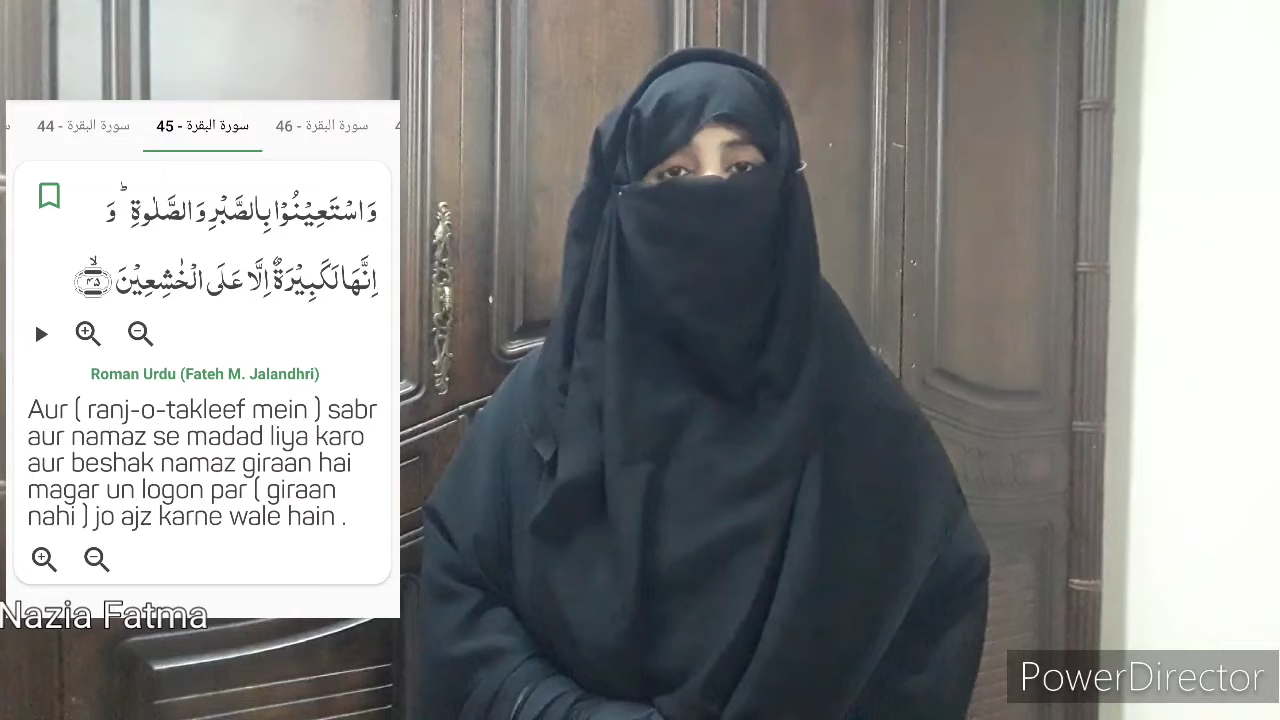 سورة البقرة - 44
سورة البقرة - 45
سورة البقرة - 46
وَاسْتَعِيْنُوْا بِالصَّبْرِ وَالصَّلٰوةِ ؕ وَ
اِنَّهَا لَكَبِيْرَةٌ اِلَّا عَلَى الْخٰشِعِيْنَ ۙ ۴۵
Roman Urdu (Fateh M. Jalandhri)
Aur ( ranj-o-takleef mein ) sabr
aur namaz se madad liya karo
aur beshak namaz giraan hai
magar un logon par ( giraan
nahi ) jo ajz karne wale hain .
Nazia Fatma
PowerDirector